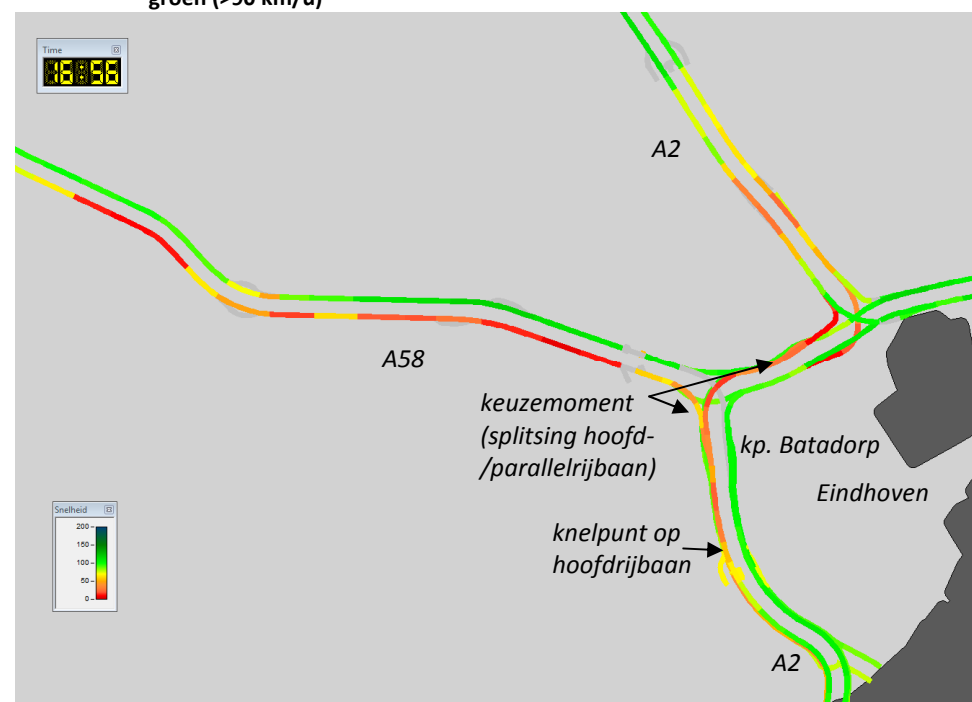 groen (>90 km/u)
Time
16:56
A2
A58
keuzemoment
(splitsing hoofd-
/parallelrijbaan)
kp. Batadorp
Eindhoven
Snelheid
200
150
100
50
0
knelpunt op
hoofdrijbaan
A2